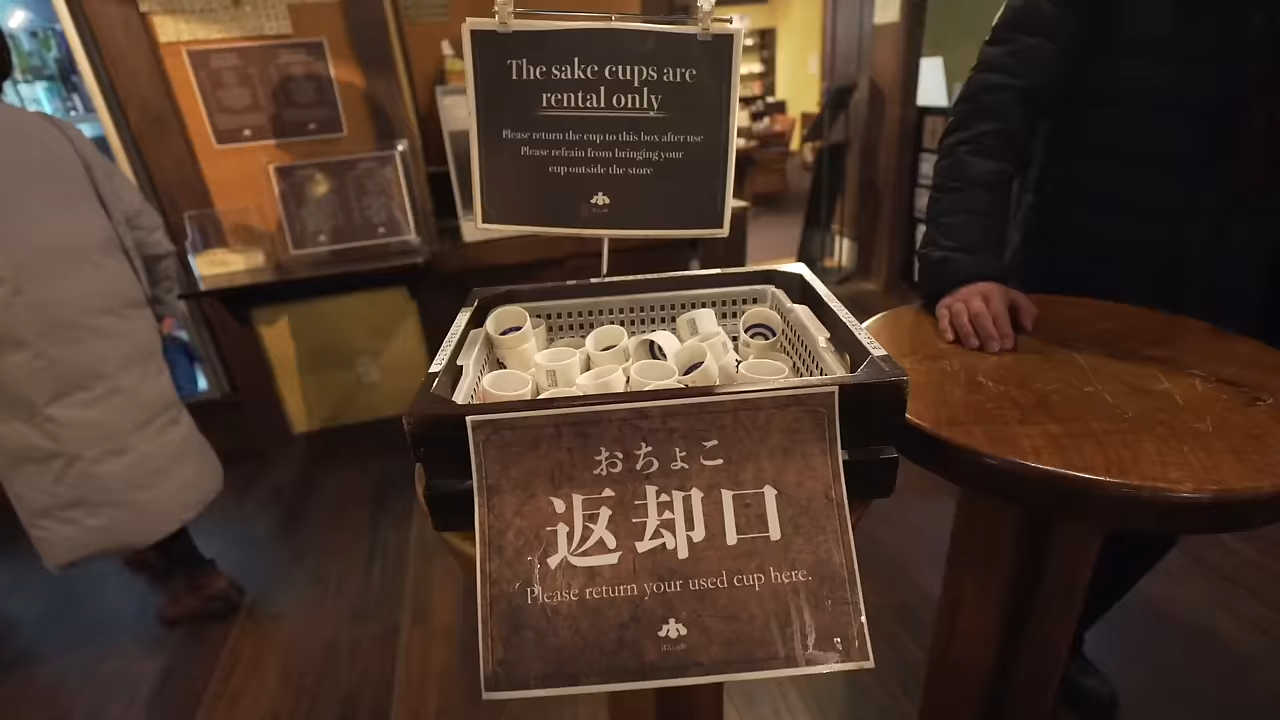 The sake cups are
rental only
Please return the cup to this box after use
Please refrain from bringing your
cup outside the store
おちょこ
返却口
Please return your used cup here.